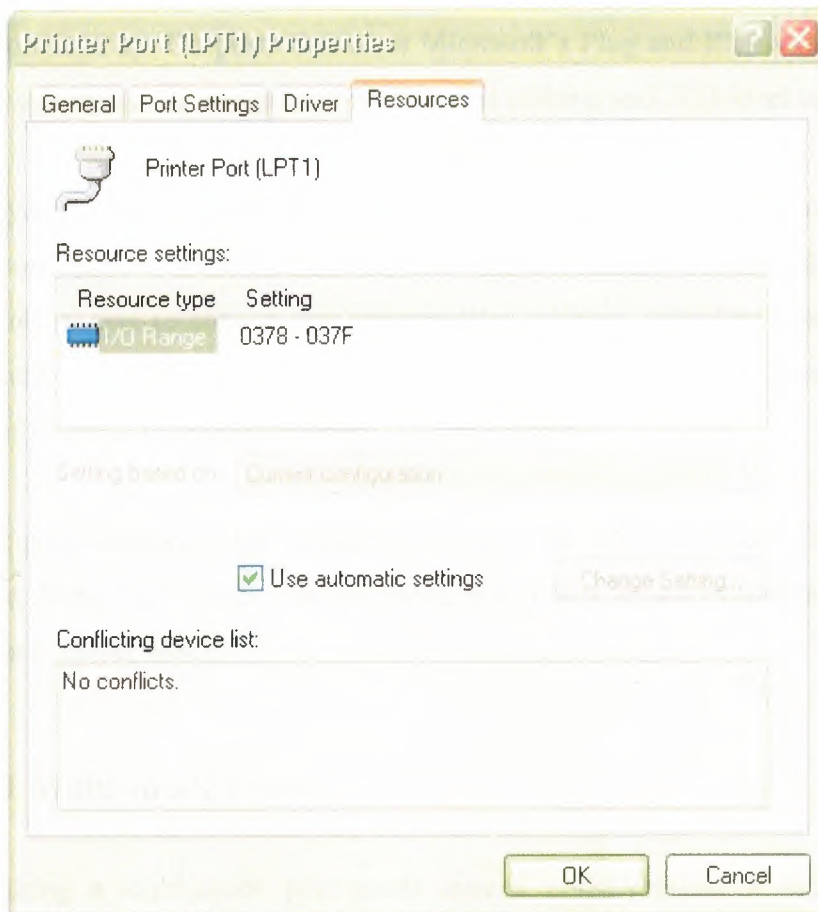 Printer Port (LPT1) Properties
General Port Settings Driver Resources
Printer Port (LPT1)
Resource settings:
Resource type Setting
I/O Range 0378 - 037F
Setting based on: Current configuration
Use automatic settings Change Setting...
Conflicting device list:
No conflicts.
OK Cancel